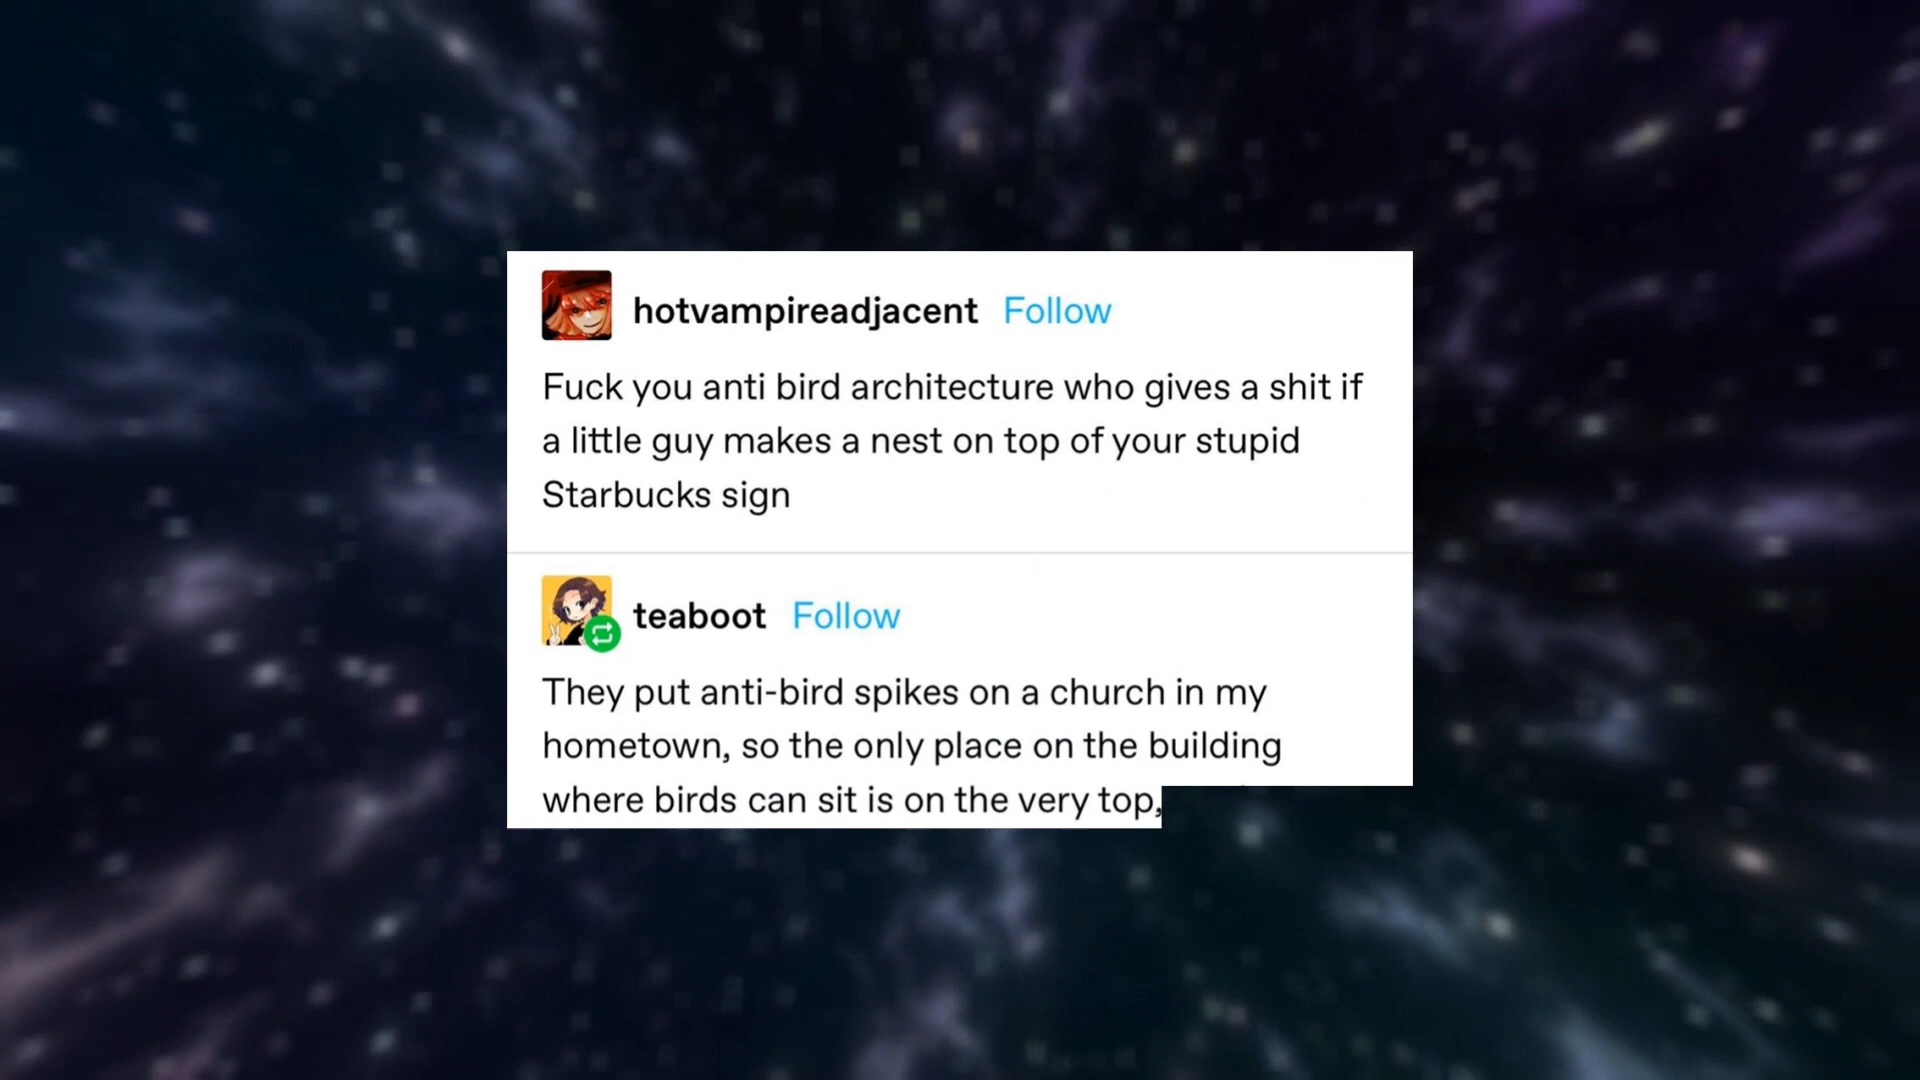 hotvampireadjacent Follow
Fuck you anti bird architecture who gives a shit if
a little guy makes a nest on top of your stupid
Starbucks sign
teaboot Follow
They put anti-bird spikes on a church in my
hometown, so the only place on the building
where birds can sit is on the very top,